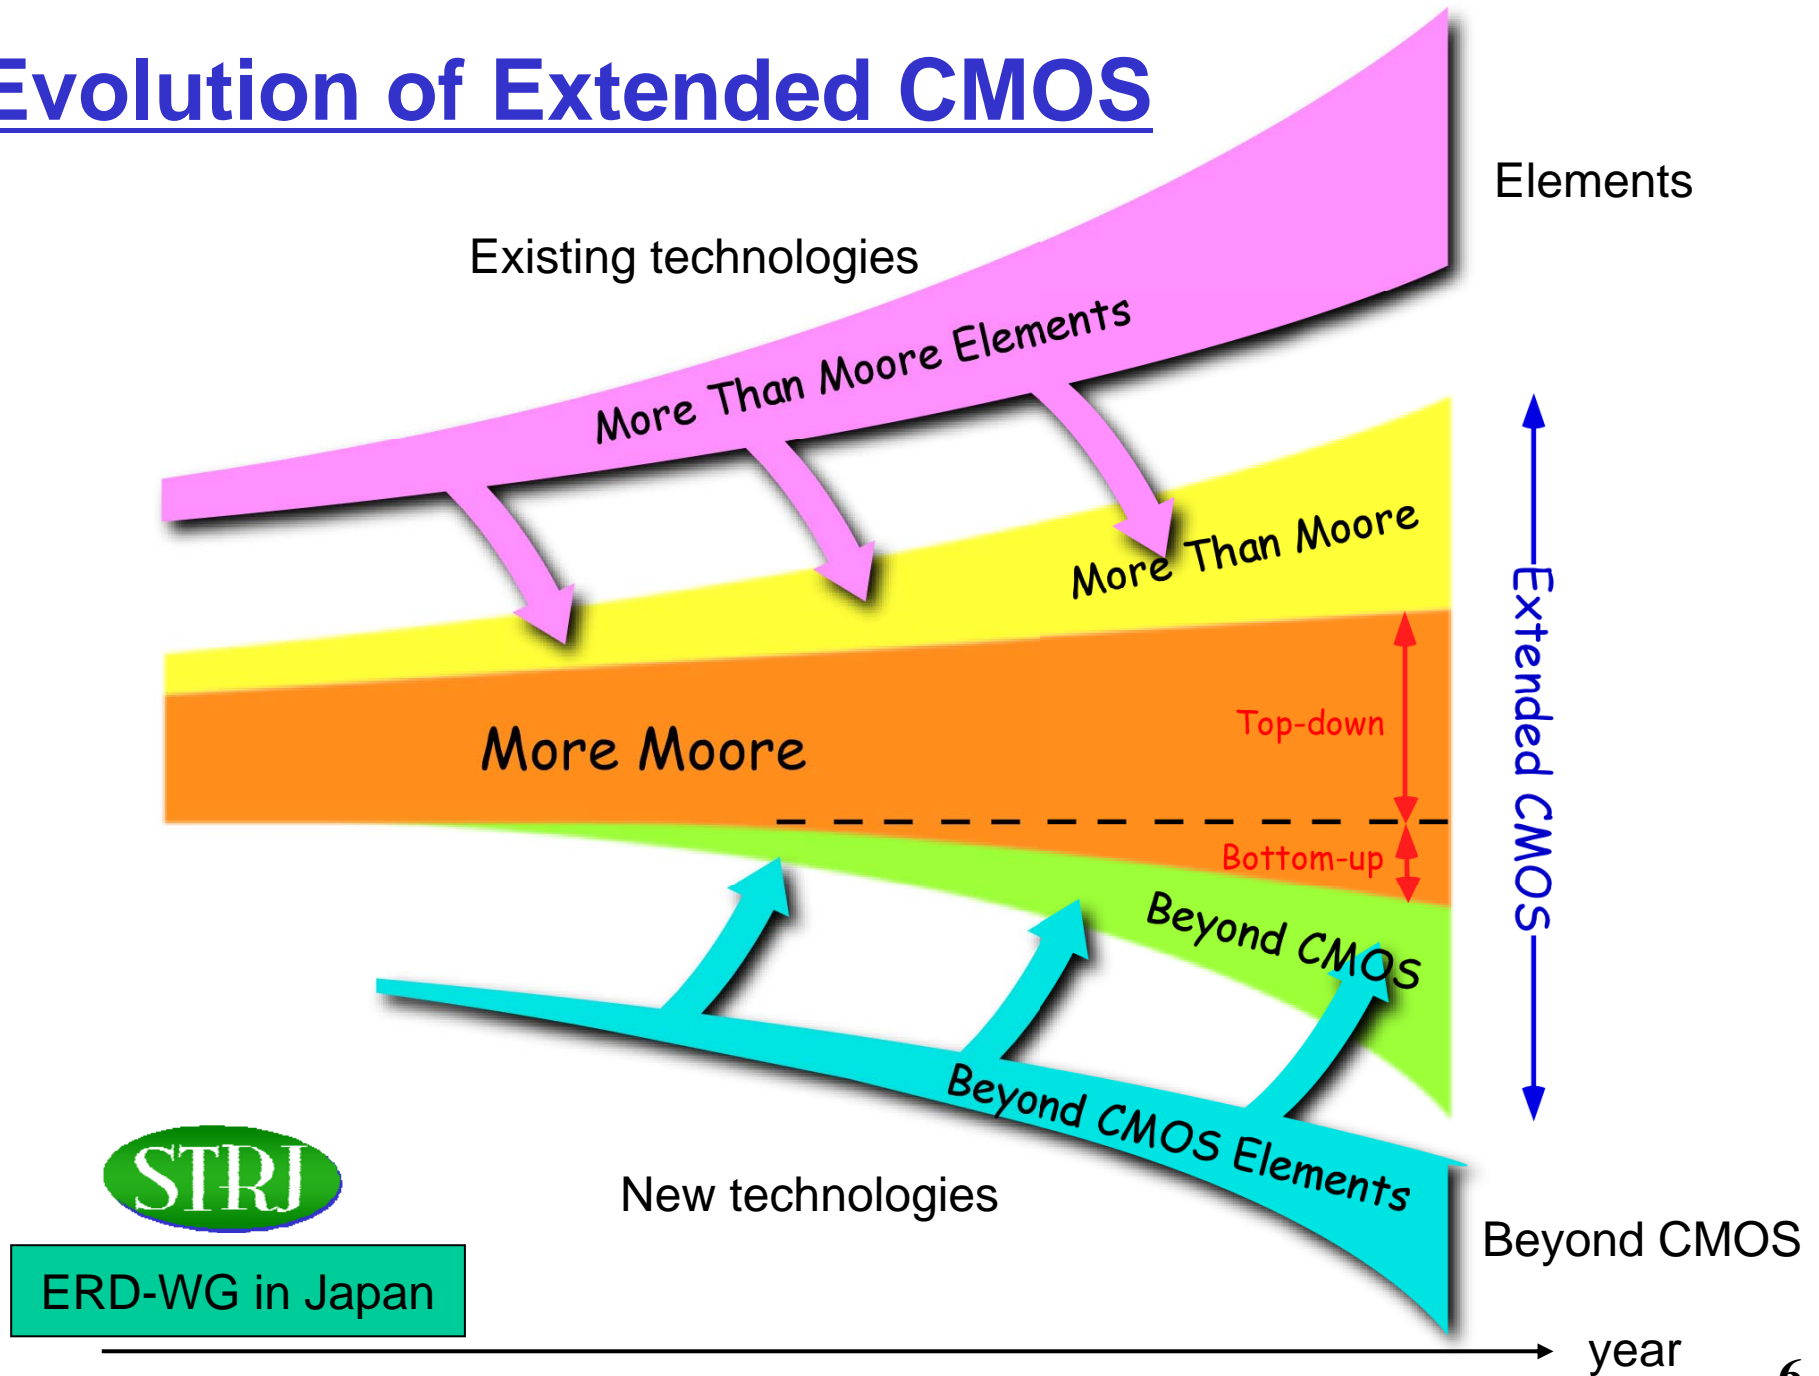 Evolution of Extended CMOS
Elements
Existing technologies
More Than Moore Elements
More Than Moore
Extended CMOS
Top-down
More Moore
Bottom-up
Beyond CMOS
Beyond CMOS Elements
STRJ
New technologies
Beyond CMOS
ERD-WG in Japan
year
6